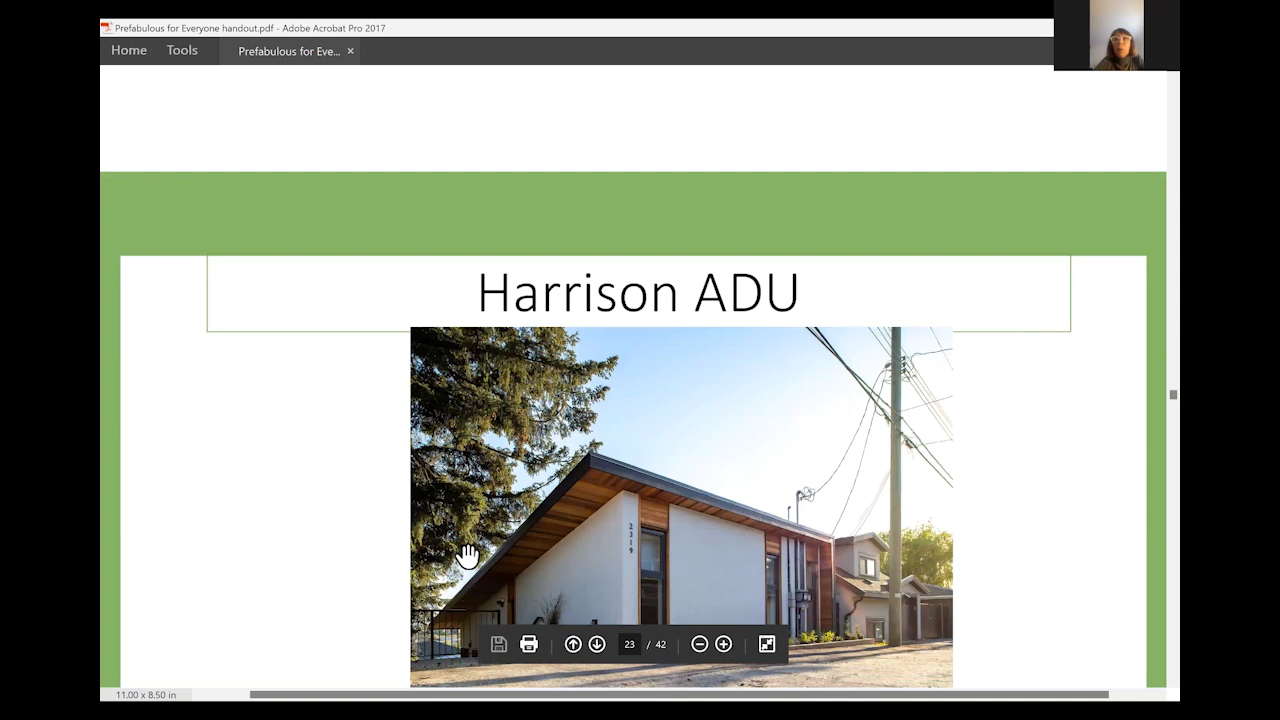 Prefabulous for Everyone handout.pdf - Adobe Acrobat Pro 2017
Home Tools Prefabulous for Eve... ×
Harrison ADU
2319
23 / 42
11.00 x 8.50 in